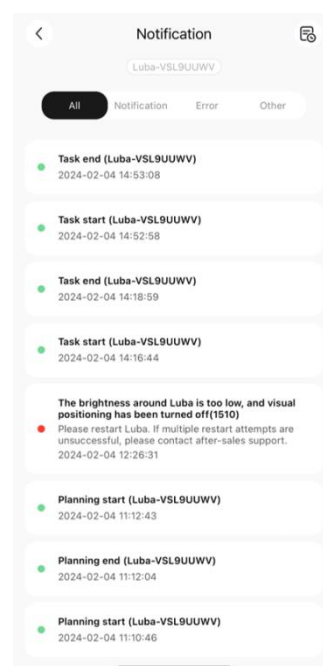 Notification
Luba-VSL9UUWV
All Notification Error Other
Task end (Luba-VSL9UUWV)
2024-02-04 14:53:08
Task start (Luba-VSL9UUWV)
2024-02-04 14:52:58
Task end (Luba-VSL9UUWV)
2024-02-04 14:18:59
Task start (Luba-VSL9UUWV)
2024-02-04 14:16:44
The brightness around Luba is too low, and visual
positioning has been turned off(1510)
Please restart Luba. If multiple restart attempts are
unsuccessful, please contact after-sales support.
2024-02-04 12:26:31
Planning start (Luba-VSL9UUWV)
2024-02-04 11:12:43
Planning end (Luba-VSL9UUWV)
2024-02-04 11:12:04
Planning start (Luba-VSL9UUWV)
2024-02-04 11:10:46